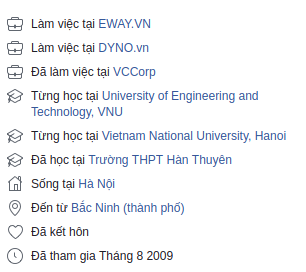 Làm việc tại EWAY.VN
Làm việc tại DYNO.vn
Đã làm việc tại VCCorp
Từng học tại University of Engineering and
Technology, VNU
Từng học tại Vietnam National University, Hanoi
Đã học tại Trường THPT Hàn Thuyên
Sống tại Hà Nội
Đến từ Bắc Ninh (thành phố)
Đã kết hôn
Đã tham gia Tháng 8 2009